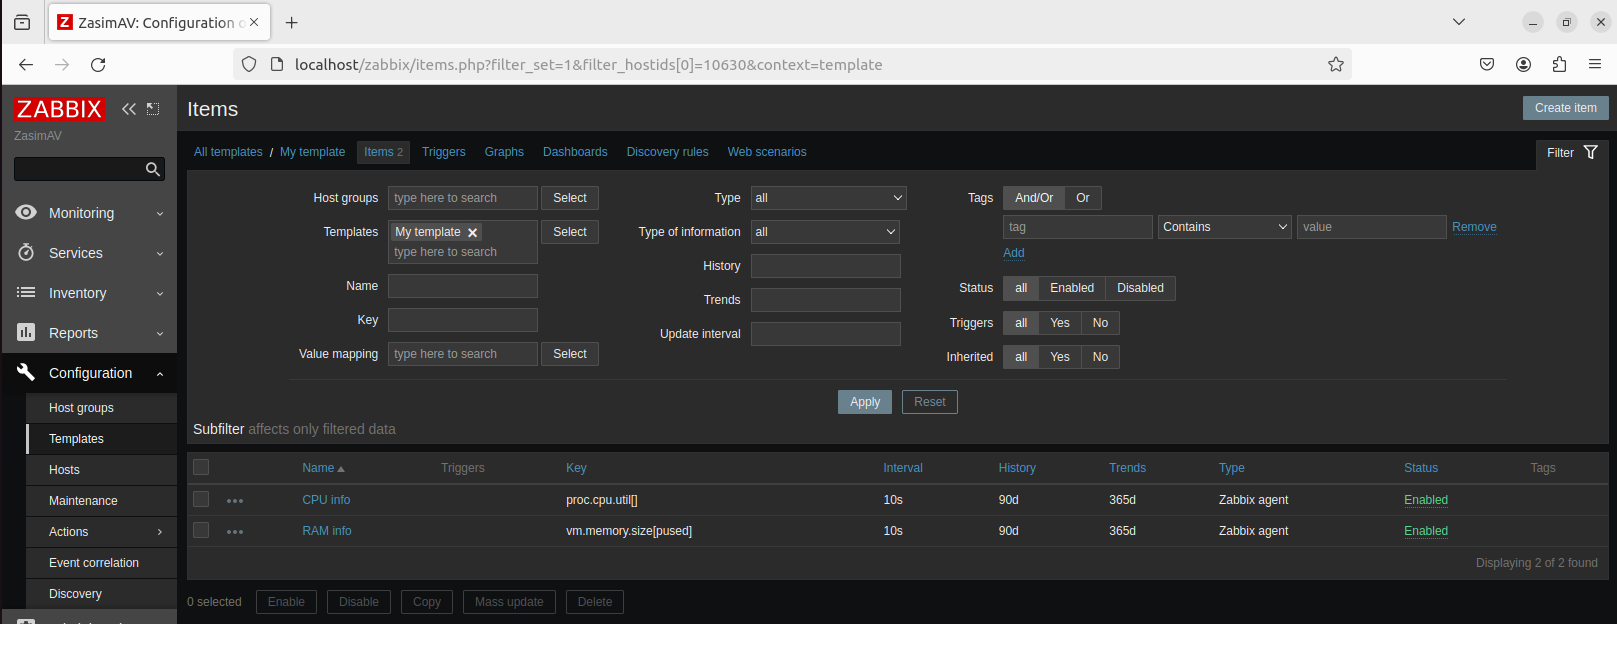 ZasimAV: Configuration o
localhost/zabbix/items.php?filter_set=1&filter_hostids[0]=10630&context=template
ZABBIX
ZasimAV
Monitoring
Services
Inventory
Reports
Configuration
Host groups
Templates
Hosts
Maintenance
Actions
Event correlation
Discovery
Items
Create item
All templates / My template Items 2 Triggers Graphs Dashboards Discovery rules Web scenarios
Filter
Host groups type here to search Select
Templates My template Select
type here to search
Name
Key
Value mapping type here to search Select
Type all
Type of information all
History
Trends
Update interval
Tags And/Or Or
tag Contains value Remove
Add
Status all Enabled Disabled
Triggers all Yes No
Inherited all Yes No
Apply Reset
Subfilter affects only filtered data
Name Triggers Key Interval History Trends Type Status Tags
CPU info proc.cpu.util[] 10s 90d 365d Zabbix agent Enabled
RAM info vm.memory.size[pused] 10s 90d 365d Zabbix agent Enabled
Displaying 2 of 2 found
0 selected Enable Disable Copy Mass update Delete